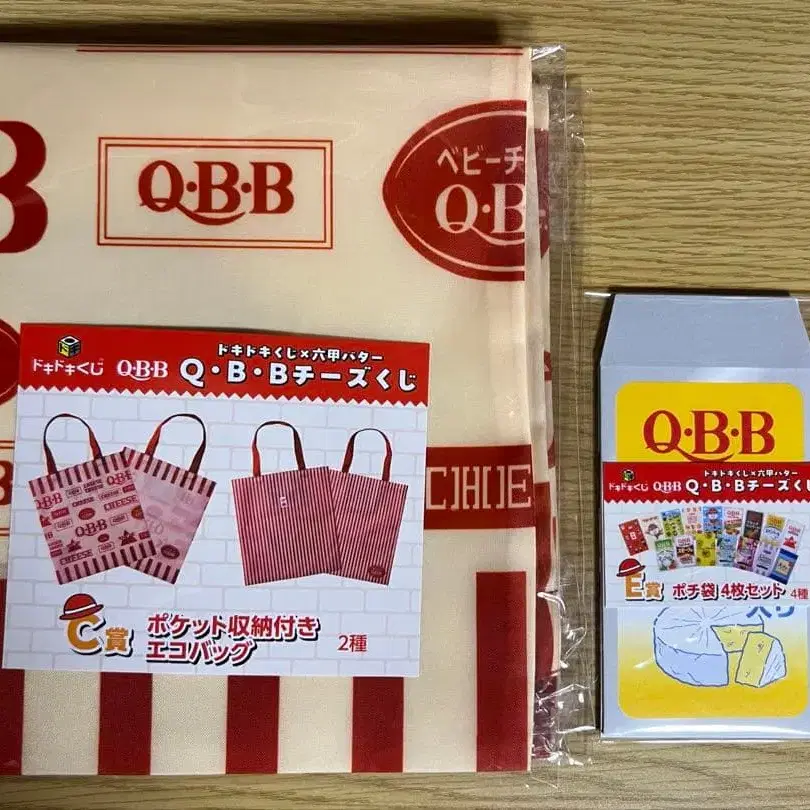 B
Q·B·B
ベビーチ
Q·B
ドキドキくじ×六甲バター
ドキドキくじ Q·B·B Q・B・Bチーズくじ
CHE
Q·B·B
CHEESE
CHEESE
C賞 ポケット収納付き
エコバッグ 2種
Q·B·B
ドキドキくじ×六甲バター
ドキドキくじ Q·B·B Q・B・Bチーズくじ
E賞 ポチ袋 4枚セット 4種
入り